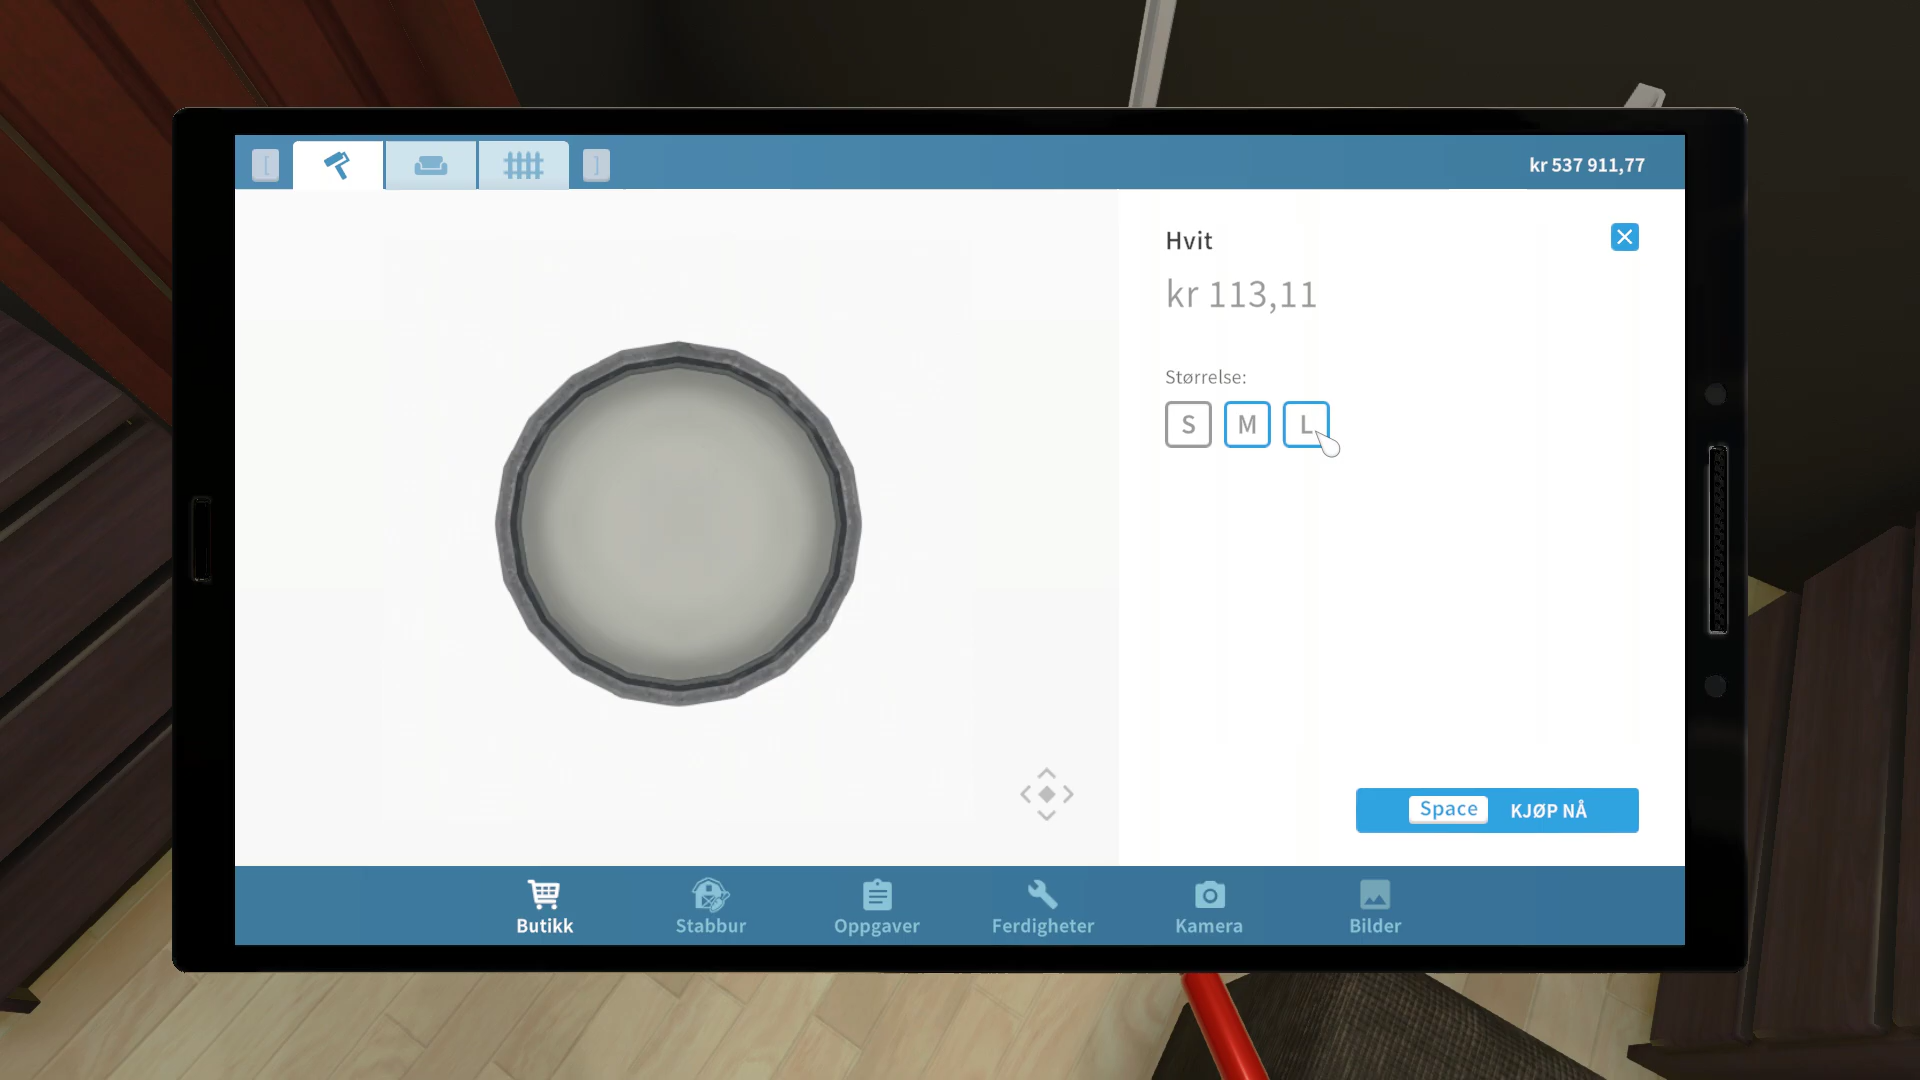 [
]
kr 537 911,77
Hvit
kr 113,11
Størrelse:
S M L
Space KJØP NÅ
Butikk Stabbur Oppgaver Ferdigheter Kamera Bilder